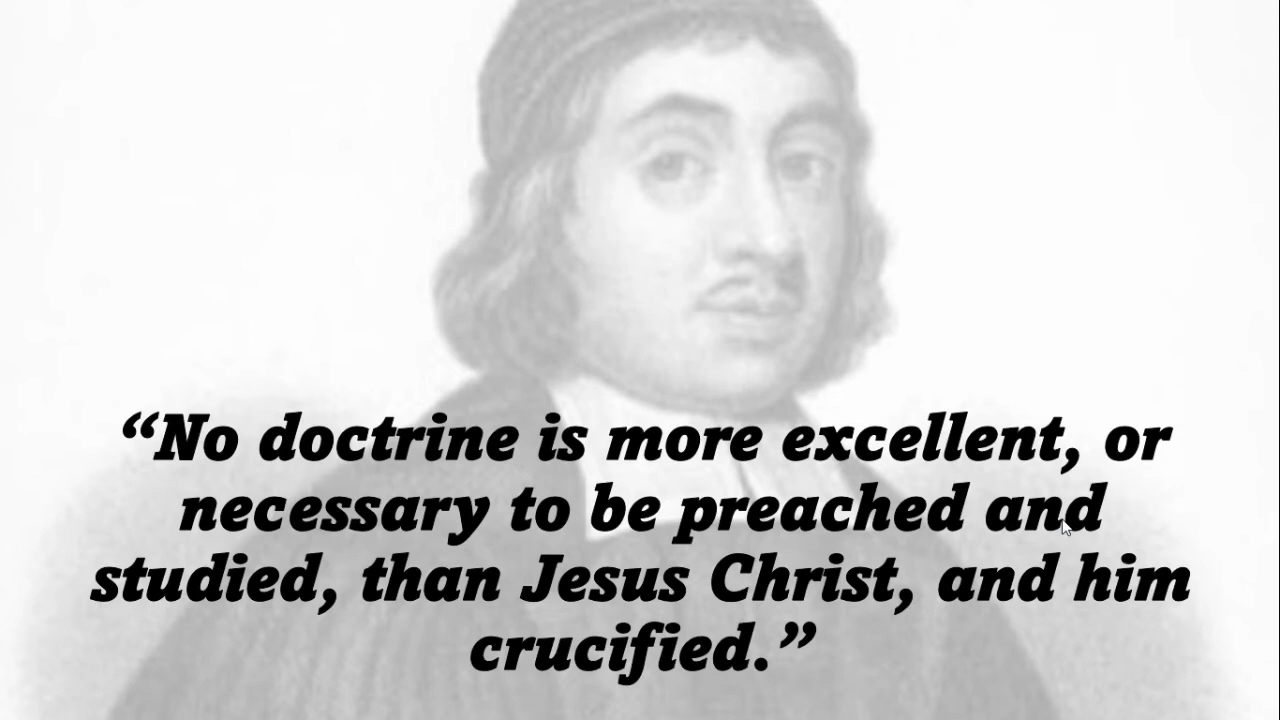 “No doctrine is more excellent, or
necessary to be preached and
studied, than Jesus Christ, and him
crucified.”